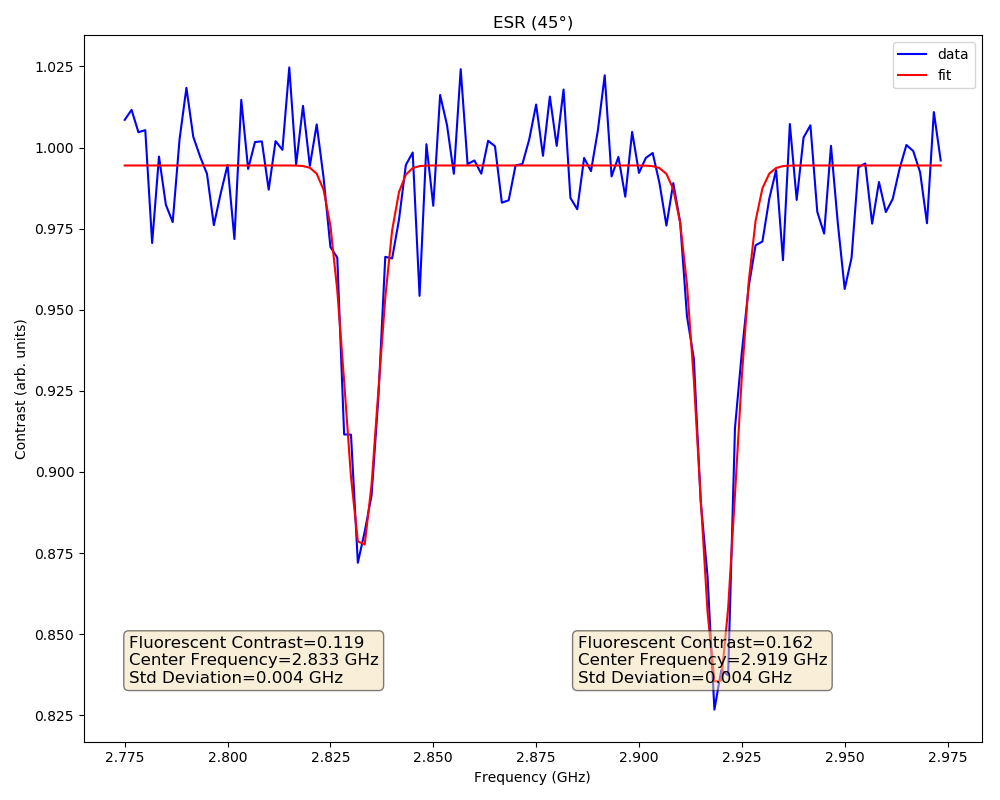 ESR (45°)
data
fit
1.025
1.000
0.975
0.950
0.925
0.900
0.875
0.850
0.825
Contrast (arb. units)
Fluorescent Contrast=0.119
Center Frequency=2.833 GHz
Std Deviation=0.004 GHz
Fluorescent Contrast=0.162
Center Frequency=2.919 GHz
Std Deviation=0.004 GHz
2.775 2.800 2.825 2.850 2.875 2.900 2.925 2.950 2.975
Frequency (GHz)